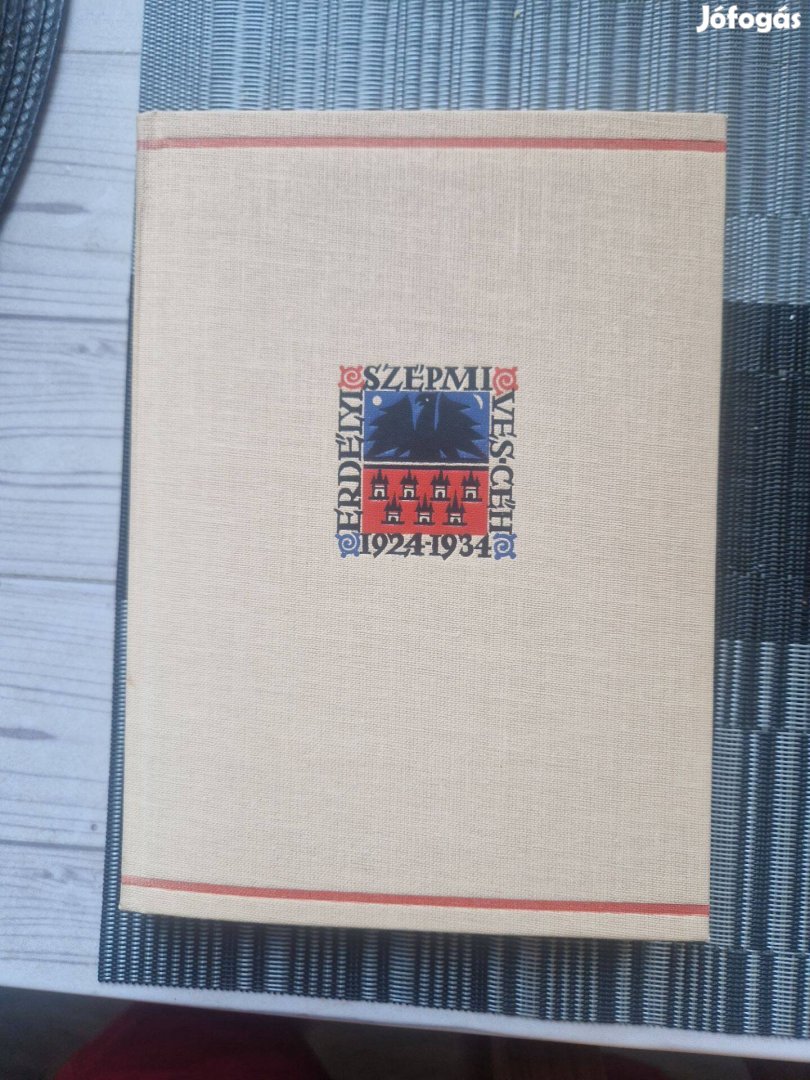 Jófogás
ERDÉLYI
SZÉPMI
VES·CÉH
1924-1934